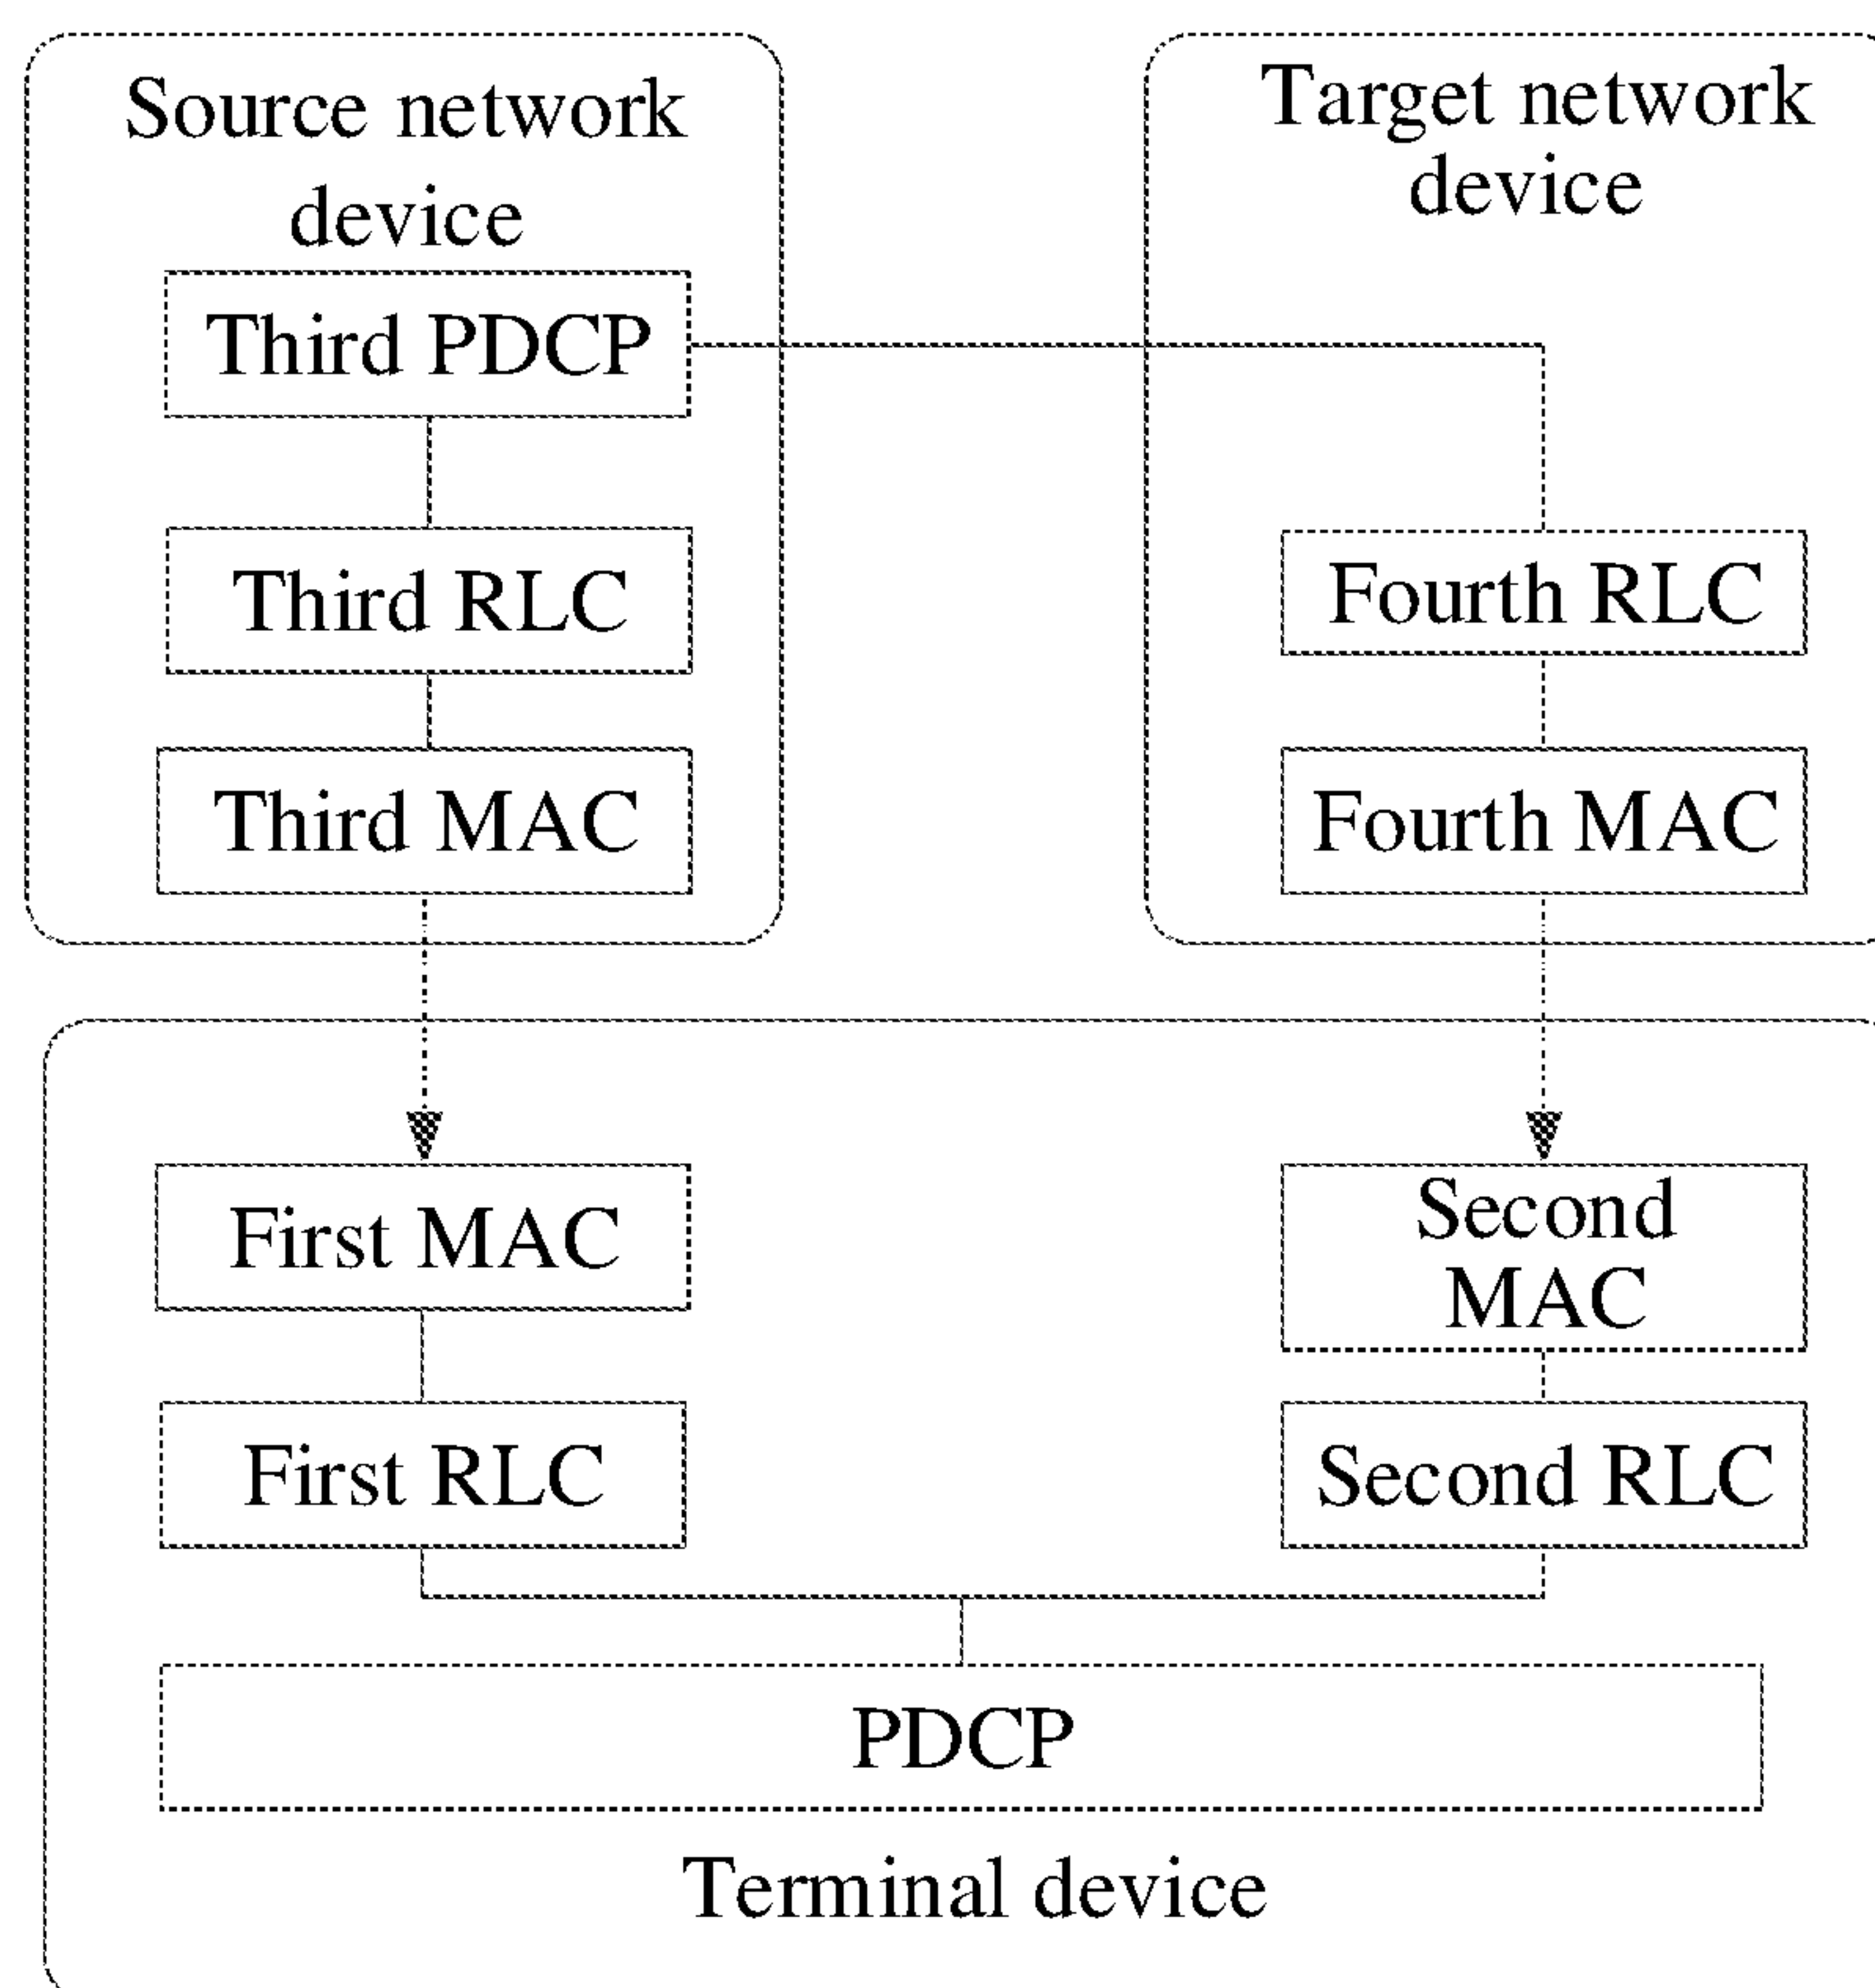 Source network
device
Target network
device
Third PDCP
Third RLC
Fourth RLC
Third MAC
Fourth MAC
First MAC
Second
MAC
First RLC
Second RLC
PDCP
Terminal device